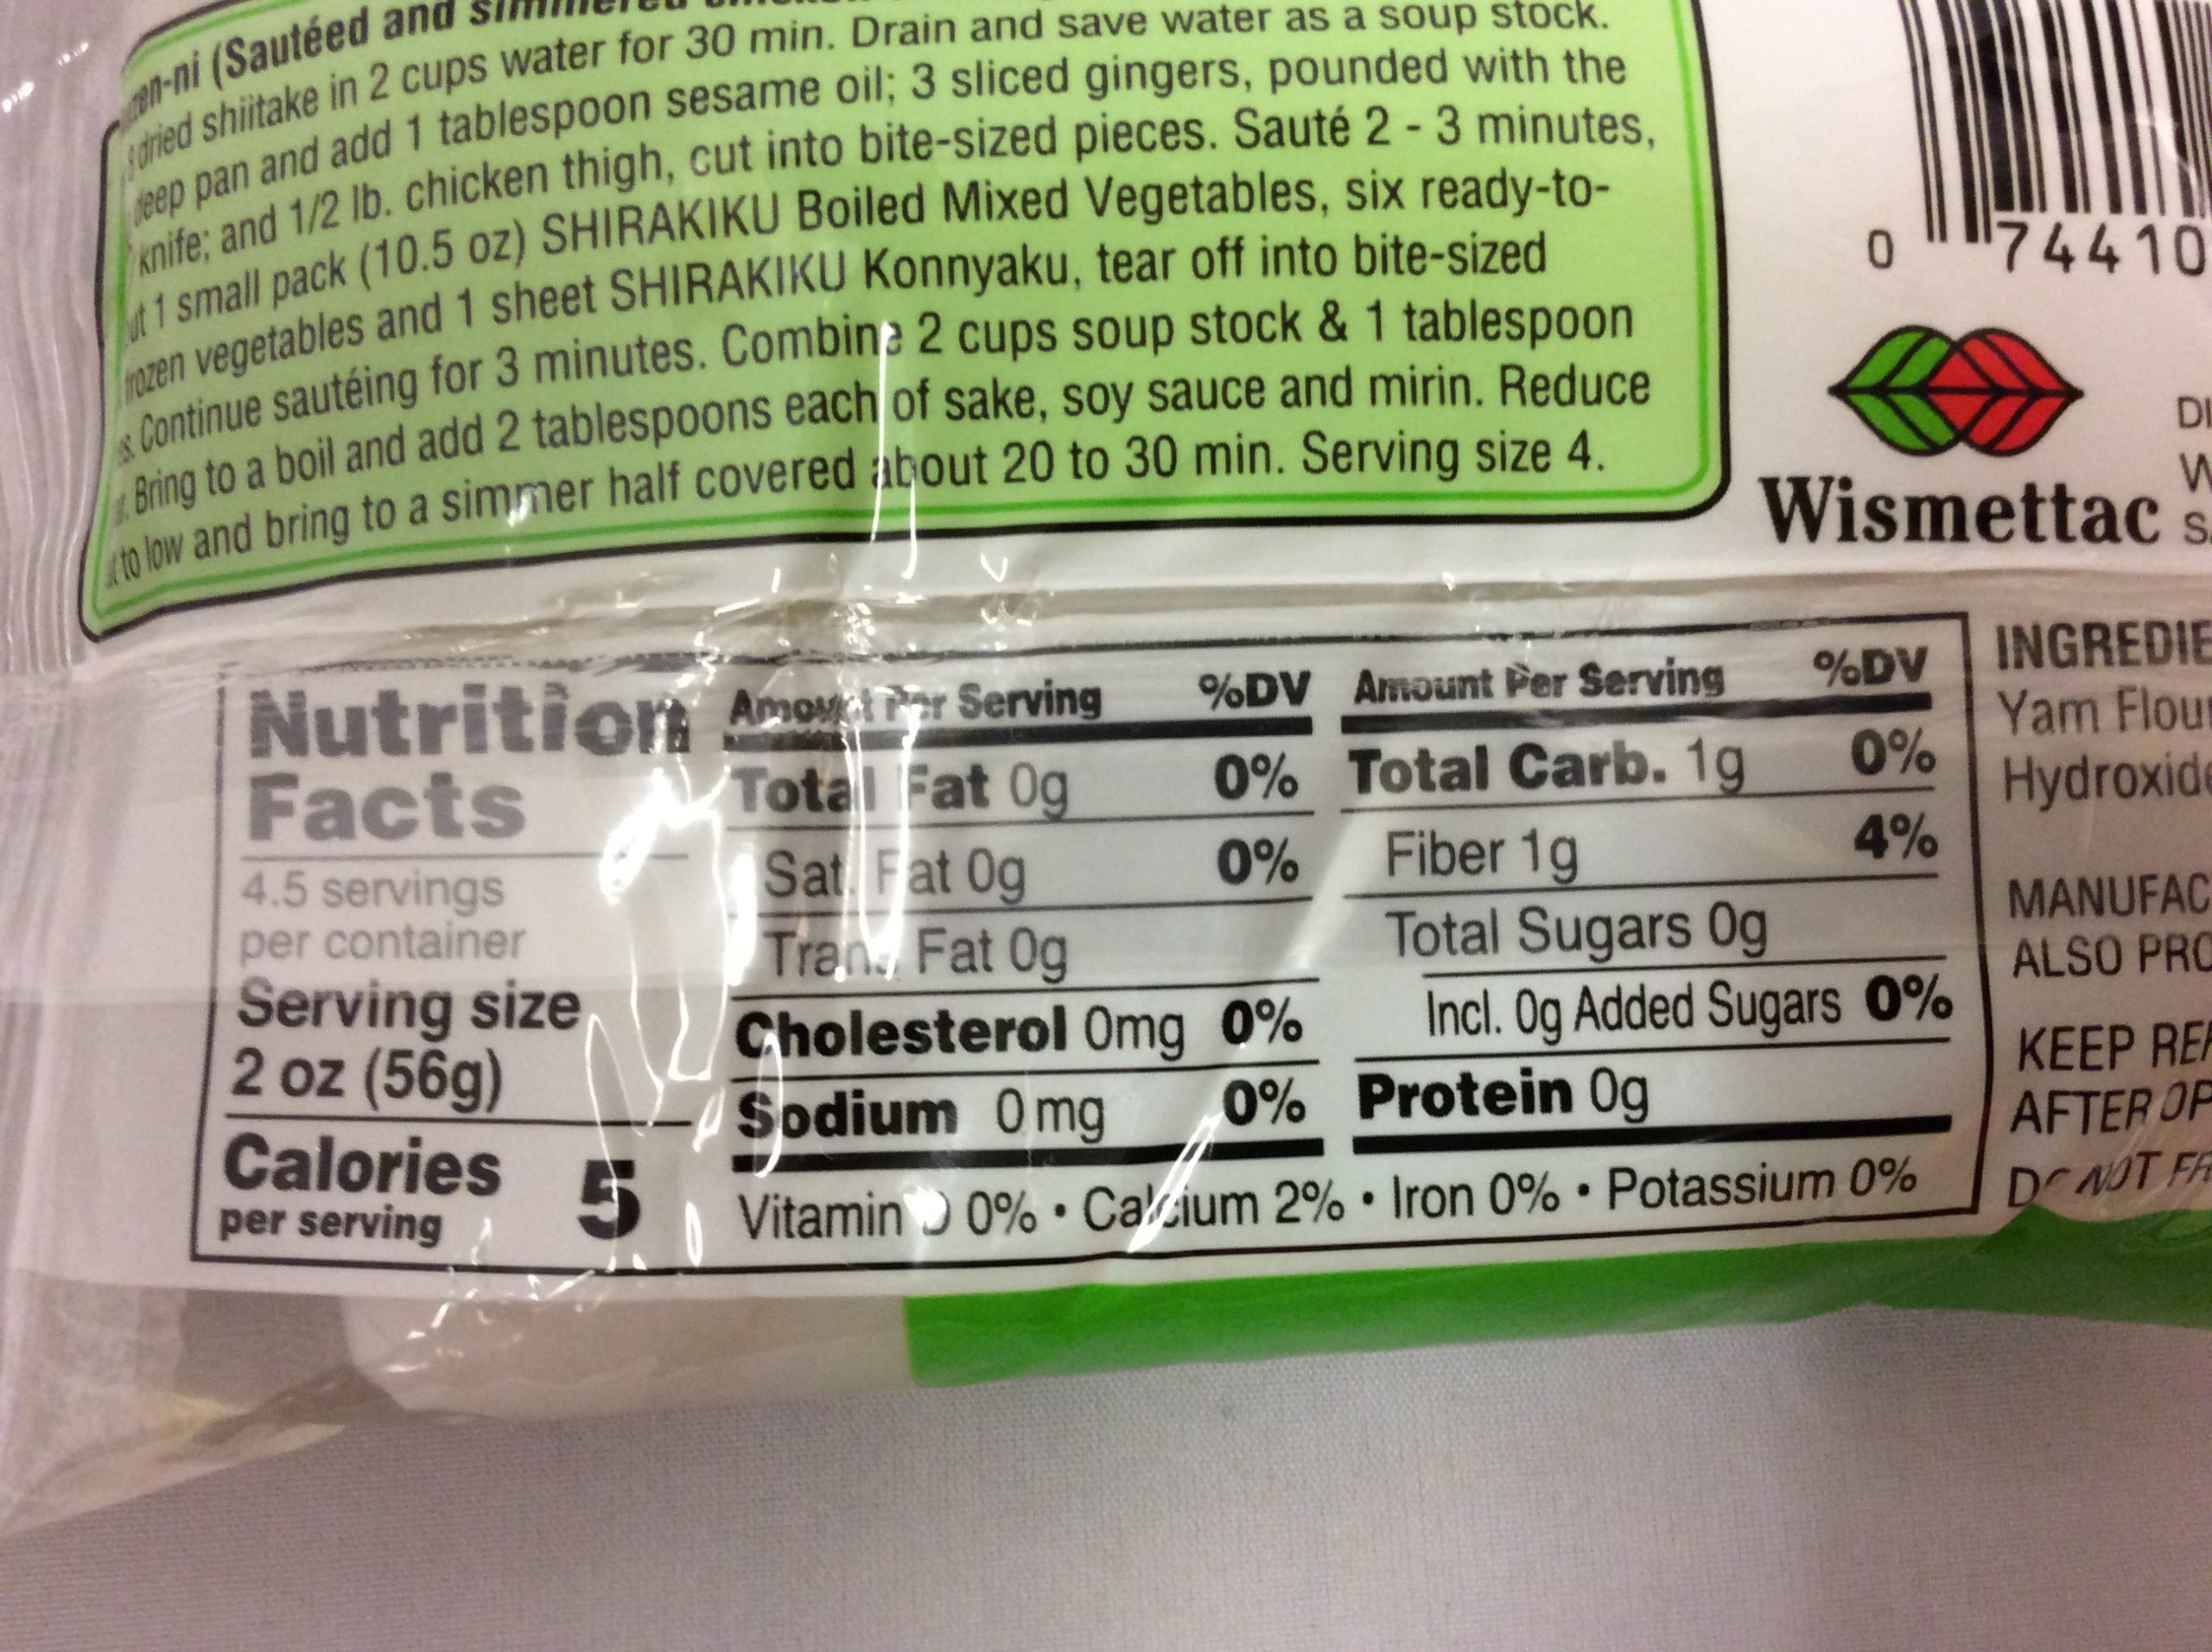 zen-ni (Sautéed and
dried shiitake in 2 cups water for 30 min. Drain and save water as a soup stock.
deep pan and add 1 tablespoon sesame oil; 3 sliced gingers, pounded with the
knife; and 1/2 lb. chicken thigh, cut into bite-sized pieces. Sauté 2 - 3 minutes,
1 small pack (10.5 oz) SHIRAKIKU Boiled Mixed Vegetables, six ready-to-
frozen vegetables and 1 sheet SHIRAKIKU Konnyaku, tear off into bite-sized
Continue sautéing for 3 minutes. Combine 2 cups soup stock & 1 tablespoon
Bring to a boil and add 2 tablespoons each of sake, soy sauce and mirin. Reduce
to low and bring to a simmer half covered about 20 to 30 min. Serving size 4.
0 74410
Wismettac
Nutrition
Facts
4.5 servings
per container
Serving size
2 oz (56g)
Calories 5
per serving
Amount Per Serving %DV
Total Fat 0g 0%
Sat. Fat 0g 0%
Trans Fat 0g
Cholesterol 0mg 0%
Sodium 0mg 0%
Amount Per Serving %DV
Total Carb. 1g 0%
Fiber 1g 4%
Total Sugars 0g
Incl. 0g Added Sugars 0%
Protein 0g
Vitamin D 0% • Calcium 2% • Iron 0% • Potassium 0%
INGREDIE
Yam Flour
Hydroxide
MANUFAC
ALSO PRO
KEEP REF
AFTER OP
DO NOT FR